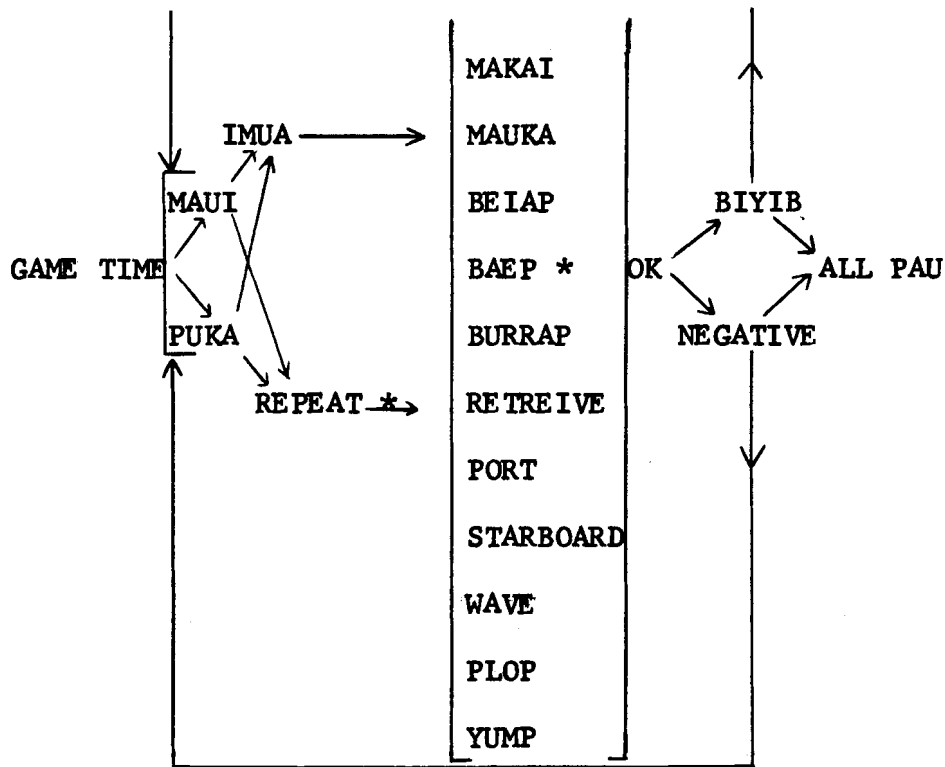 MAKAI
IMUA MAUKA
MAUI BEIAP BIYIB
GAME TIME BAEP * OK ALL PAU
PUKA BURRAP NEGATIVE
REPEAT * RETREIVE
PORT
STARBOARD
WAVE
PLOP
YUMP